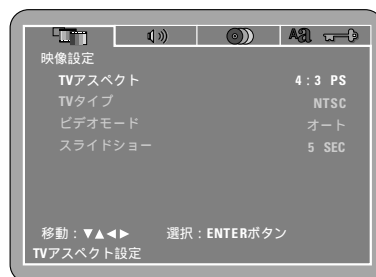 Aa
映像設定
TVアスペクト 4:3 PS
TVタイプ NTSC
ビデオモード オート
スライドショー 5 SEC
移動:▼▲◀▶ 選択:ENTERボタン
TVアスペクト設定